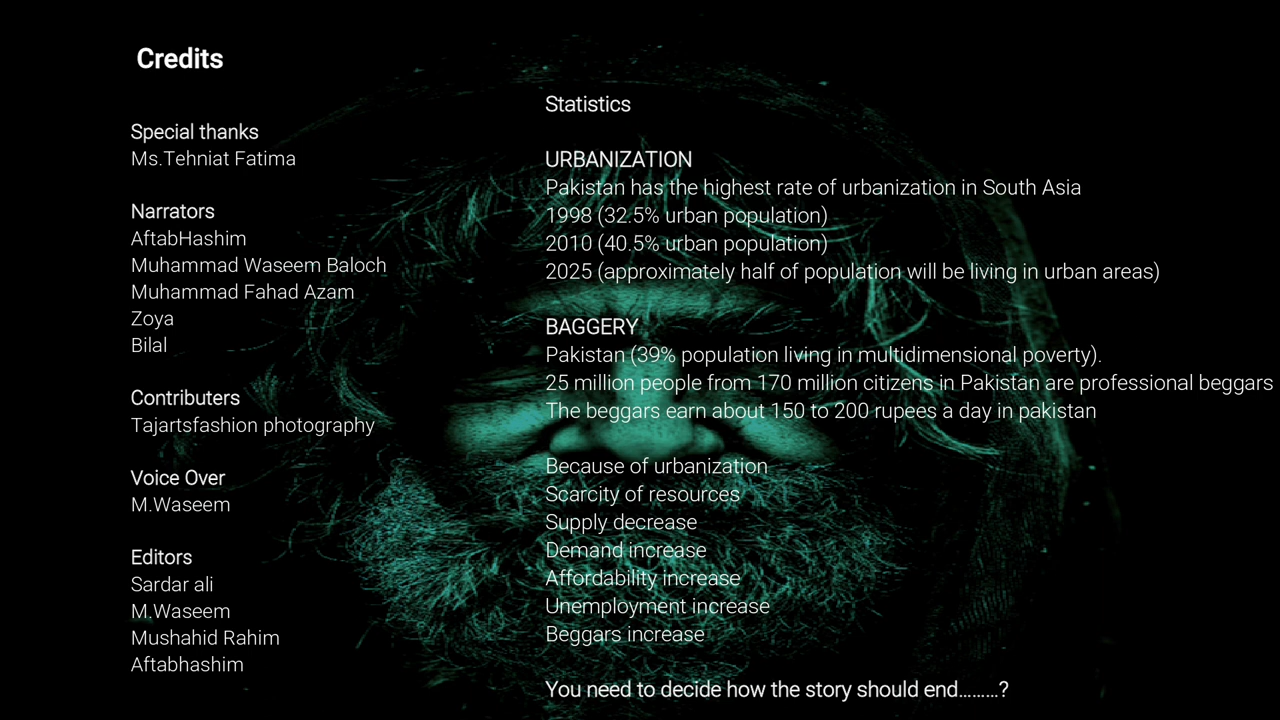 Credits
Special thanks
Ms.Tehniat Fatima
Narrators
AftabHashim
Muhammad Waseem Baloch
Muhammad Fahad Azam
Zoya
Bilal
Contributers
Tajartsfashion photography
Voice Over
M.Waseem
Editors
Sardar ali
M.Waseem
Mushahid Rahim
Aftabhashim
Statistics
URBANIZATION
Pakistan has the highest rate of urbanization in South Asia
1998 (32.5% urban population)
2010 (40.5% urban population)
2025 (approximately half of population will be living in urban areas)
BAGGERY
Pakistan (39% population living in multidimensional poverty).
25 million people from 170 million citizens in Pakistan are professional beggars
The beggars earn about 150 to 200 rupees a day in pakistan
Because of urbanization
Scarcity of resources
Supply decrease
Demand increase
Affordability increase
Unemployment increase
Beggars increase
You need to decide how the story should end.........?